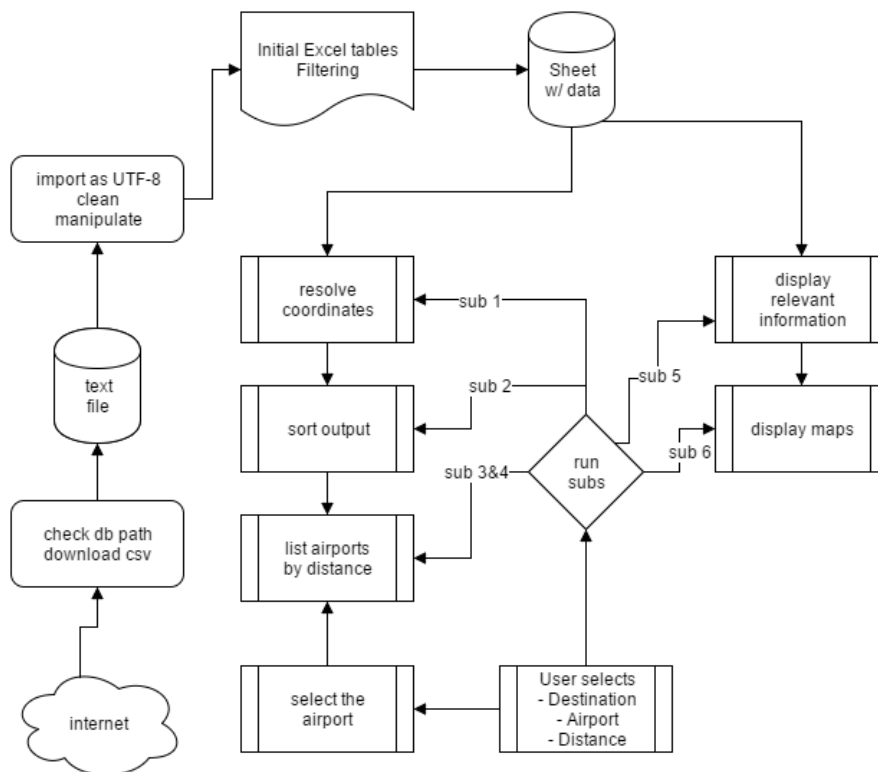 Initial Excel tables
Filtering
Sheet
w/ data
import as UTF-8
clean
manipulate
resolve
coordinates
sub 1
display
relevant
information
text
file
sort output
sub 2
sub 5
display maps
sub 3&4
run
subs
sub 6
check db path
download csv
list airports
by distance
internet
select the
airport
User selects
- Destination
- Airport
- Distance